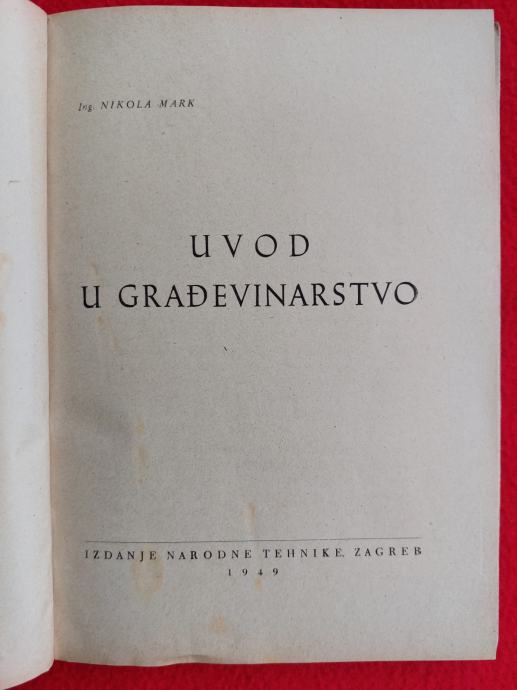 Ing. NIKOLA MARK
UVOD
U GRAĐEVINARSTVO
IZDANJE NARODNE TEHNIKE, ZAGREB
1949